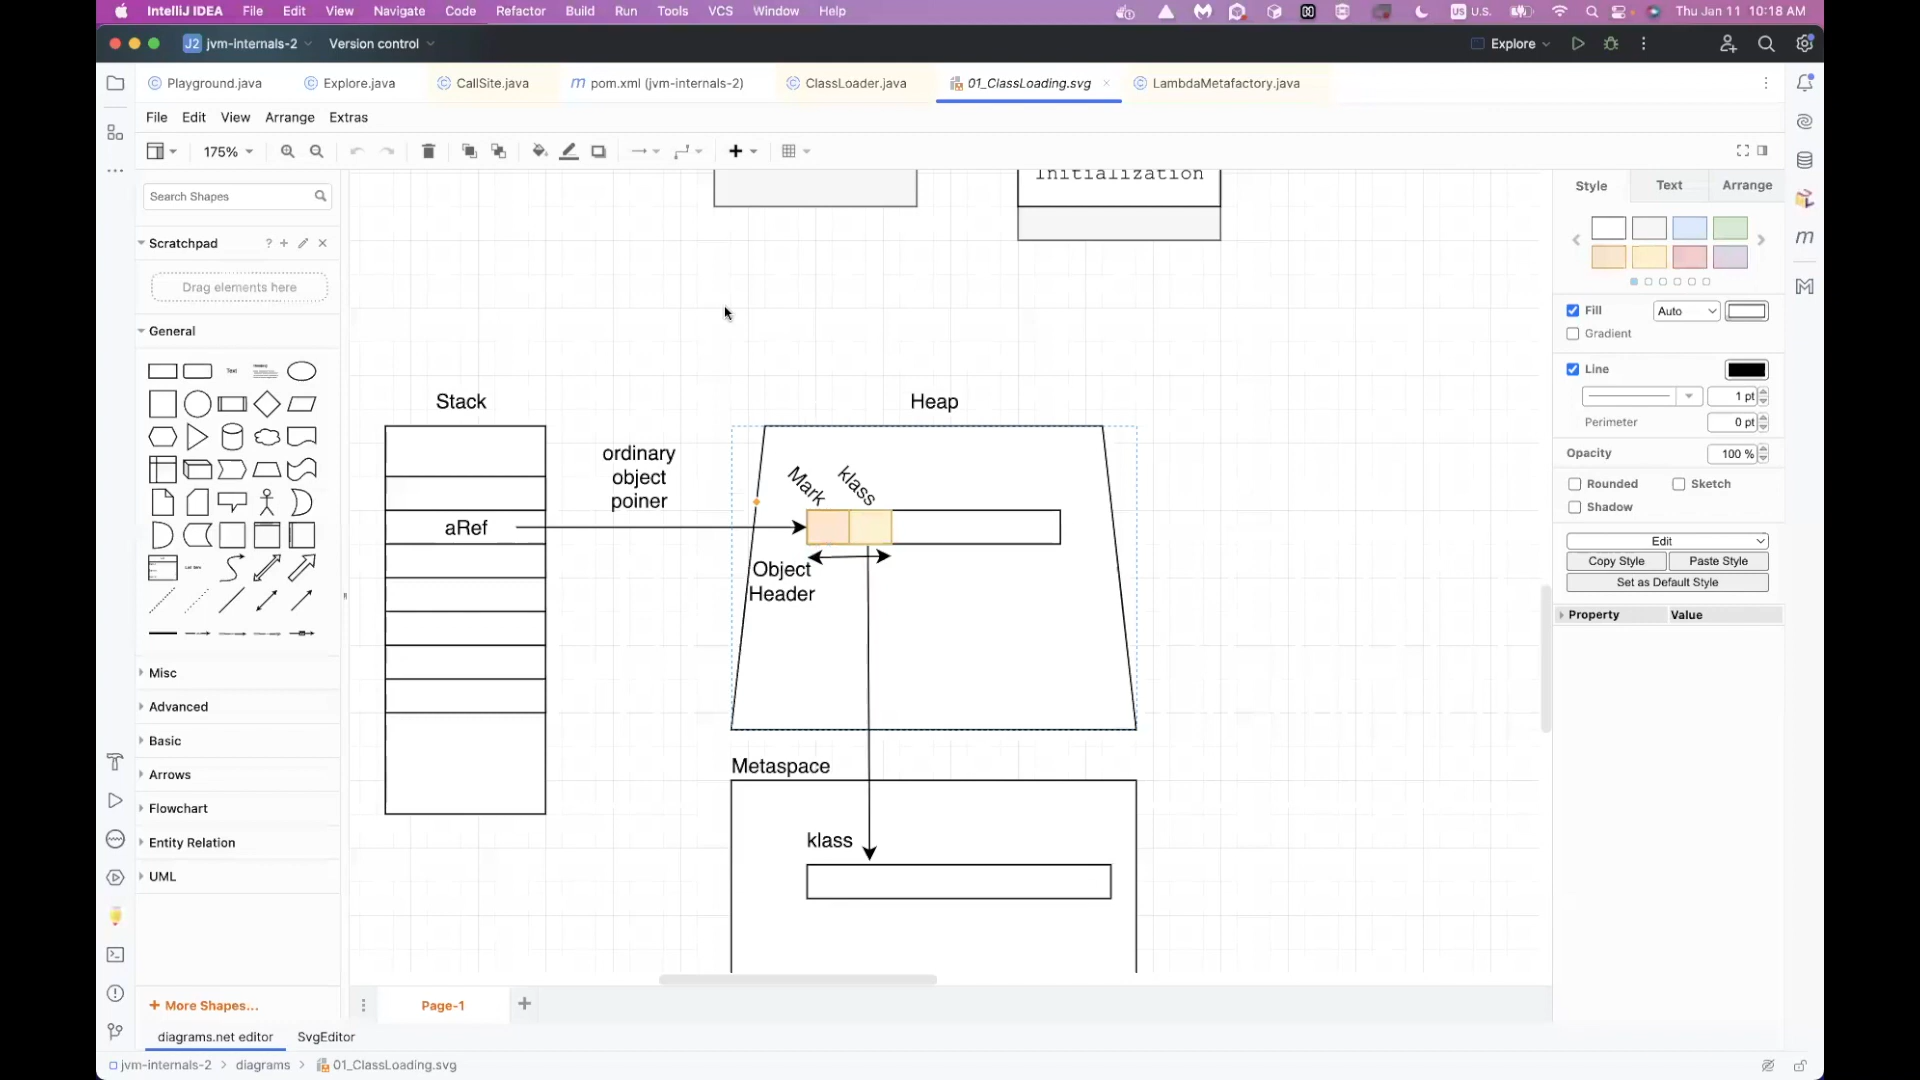 IntelliJ IDEA File Edit View Navigate Code Refactor Build Run Tools VCS Window Help U.S. Thu Jan 11 10:18 AM
J2 jvm-internals-2 Version control Explore
Playground.java Explore.java CallSite.java pom.xml (jvm-internals-2) ClassLoader.java 01_ClassLoading.svg LambdaMetafactory.java
File Edit View Arrange Extras
175%
Search Shapes
Scratchpad
Drag elements here
General
Misc
Advanced
Basic
Arrows
Flowchart
Entity Relation
UML
+ More Shapes...
Initialization
Stack
aRef
ordinary
object
poiner
Heap
Mark
klass
Object
Header
Metaspace
klass
Style Text Arrange
Fill Auto
Gradient
Line
1 pt
Perimeter 0 pt
Opacity 100 %
Rounded Sketch
Shadow
Edit
Copy Style Paste Style
Set as Default Style
Property Value
Page-1
diagrams.net editor SvgEditor
jvm-internals-2 > diagrams > 01_ClassLoading.svg